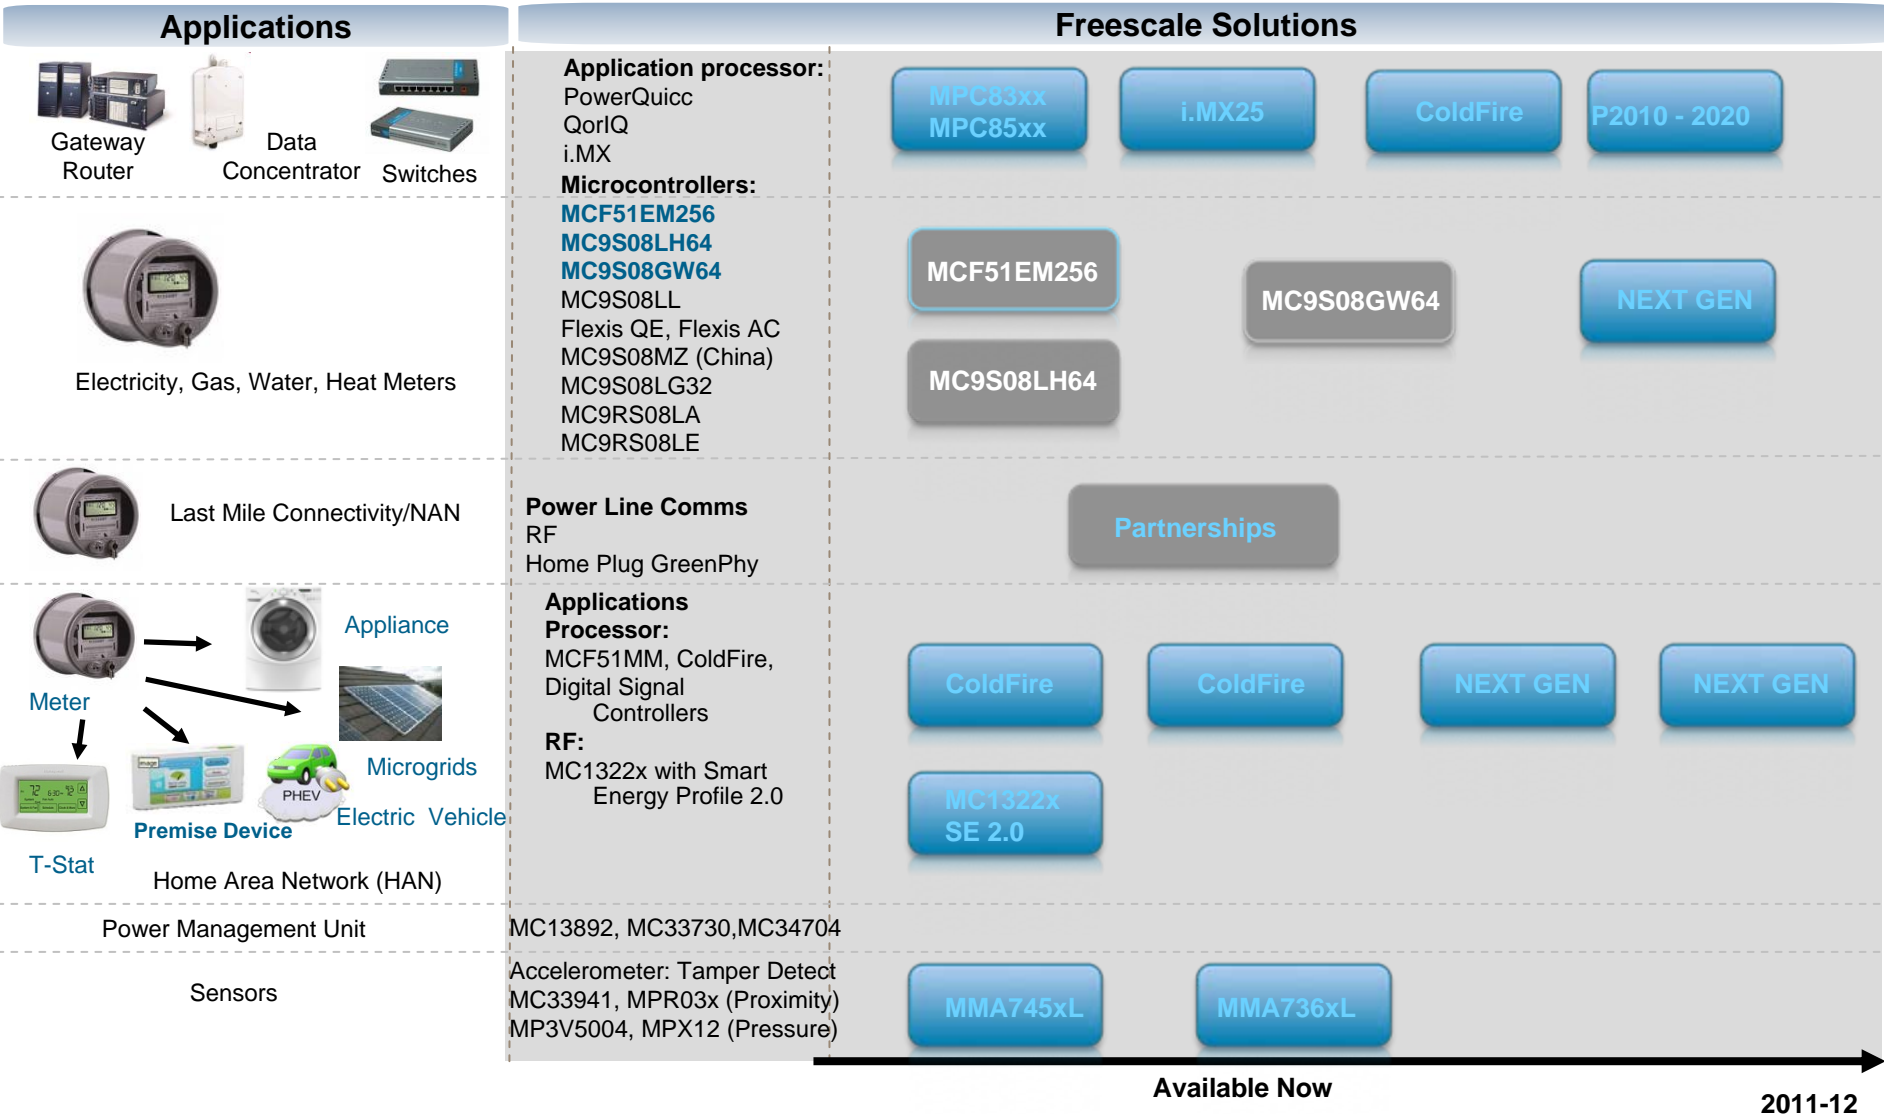 Applications
Freescale Solutions
Gateway
Router
Data
Concentrator
Switches
Application processor:
PowerQuicc
QorIQ
i.MX
Microcontrollers:
MCF51EM256
MC9S08LH64
MC9S08GW64
MC9S08LL
Flexis QE, Flexis AC
MC9S08MZ (China)
MC9S08LG32
MC9RS08LA
MC9RS08LE
MPC83xx
MPC85xx
i.MX25
ColdFire
P2010 - 2020
Electricity, Gas, Water, Heat Meters
MCF51EM256
MC9S08LH64
MC9S08GW64
NEXT GEN
Last Mile Connectivity/NAN
Power Line Comms
RF
Home Plug GreenPhy
Partnerships
Meter
Appliance
Microgrids
PHEV
Electric Vehicle
image
Premise Device
T-Stat
Home Area Network (HAN)
Applications
Processor:
MCF51MM, ColdFire,
Digital Signal
Controllers
RF:
MC1322x with Smart
Energy Profile 2.0
ColdFire
ColdFire
NEXT GEN
NEXT GEN
MC1322x
SE 2.0
Power Management Unit
MC13892, MC33730,MC34704
Sensors
Accelerometer: Tamper Detect
MC33941, MPR03x (Proximity)
MP3V5004, MPX12 (Pressure)
MMA745xL
MMA736xL
Available Now
2011-12